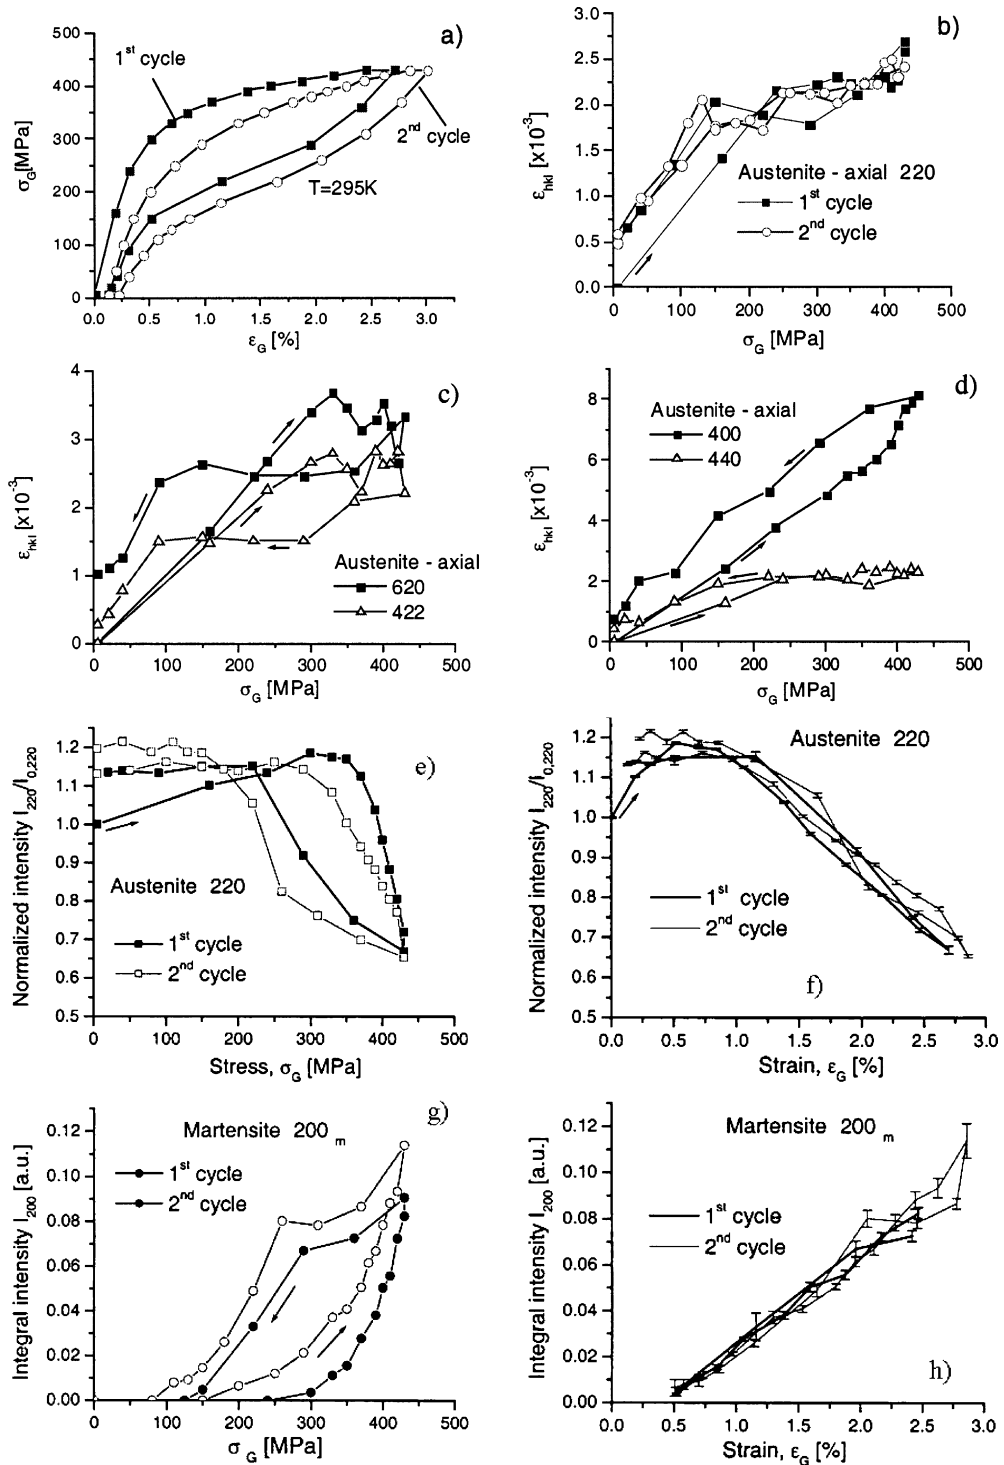 a)
500
400
300
200
100
0
σG[MPa]
1st cycle
2nd cycle
T=295K
0.0 0.5 1.0 1.5 2.0 2.5 3.0
εG [%]
b)
3.0
2.5
2.0
1.5
1.0
0.5
0.0
εhkl [x10-3]
Austenite - axial 220
1st cycle
2nd cycle
0 100 200 300 400 500
σG [MPa]
c)
4
3
2
1
0
εhkl [x10-3]
Austenite - axial
620
422
0 100 200 300 400 500
σG [MPa]
d)
8
6
4
2
0
εhkl [x10-3]
Austenite - axial
400
440
0 100 200 300 400 500
σG [MPa]
e)
1.2
1.1
1.0
0.9
0.8
0.7
0.6
0.5
Normalized intensity I220/I0,220
Austenite 220
1st cycle
2nd cycle
0 100 200 300 400 500
Stress, σG [MPa]
f)
1.2
1.1
1.0
0.9
0.8
0.7
0.6
0.5
Normalized intensity I220/I0,220
Austenite 220
1st cycle
2nd cycle
0.0 0.5 1.0 1.5 2.0 2.5 3.0
Strain, εG [%]
g)
0.12
0.10
0.08
0.06
0.04
0.02
0.00
Integral intensity I200 [a.u.]
Martensite 200m
1st cycle
2nd cycle
0 100 200 300 400 500
σG [MPa]
h)
0.12
0.10
0.08
0.06
0.04
0.02
0.00
Integral intensity I200 [a.u.]
Martensite 200m
1st cycle
2nd cycle
0.0 0.5 1.0 1.5 2.0 2.5 3.0
Strain, εG [%]